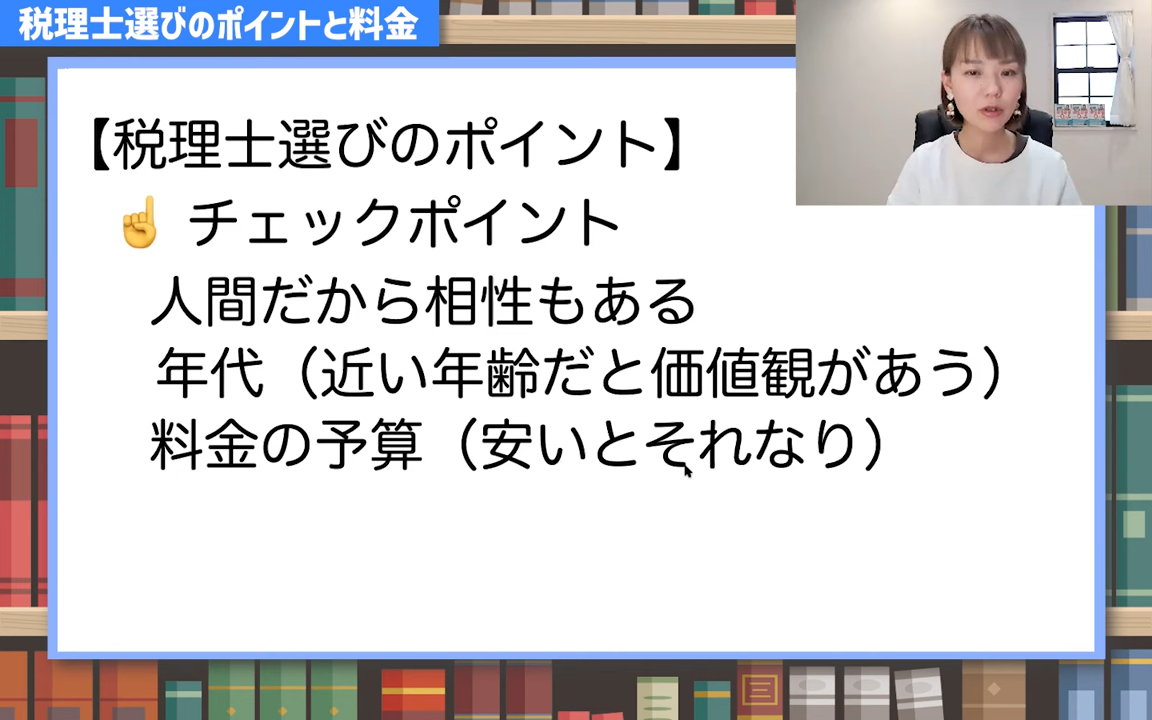 税理士選びのポイントと料金
【税理士選びのポイント】
☝ チェックポイント
人間だから相性もある
年代（近い年齢だと価値観があう）
料金の予算（安いとそれなり）